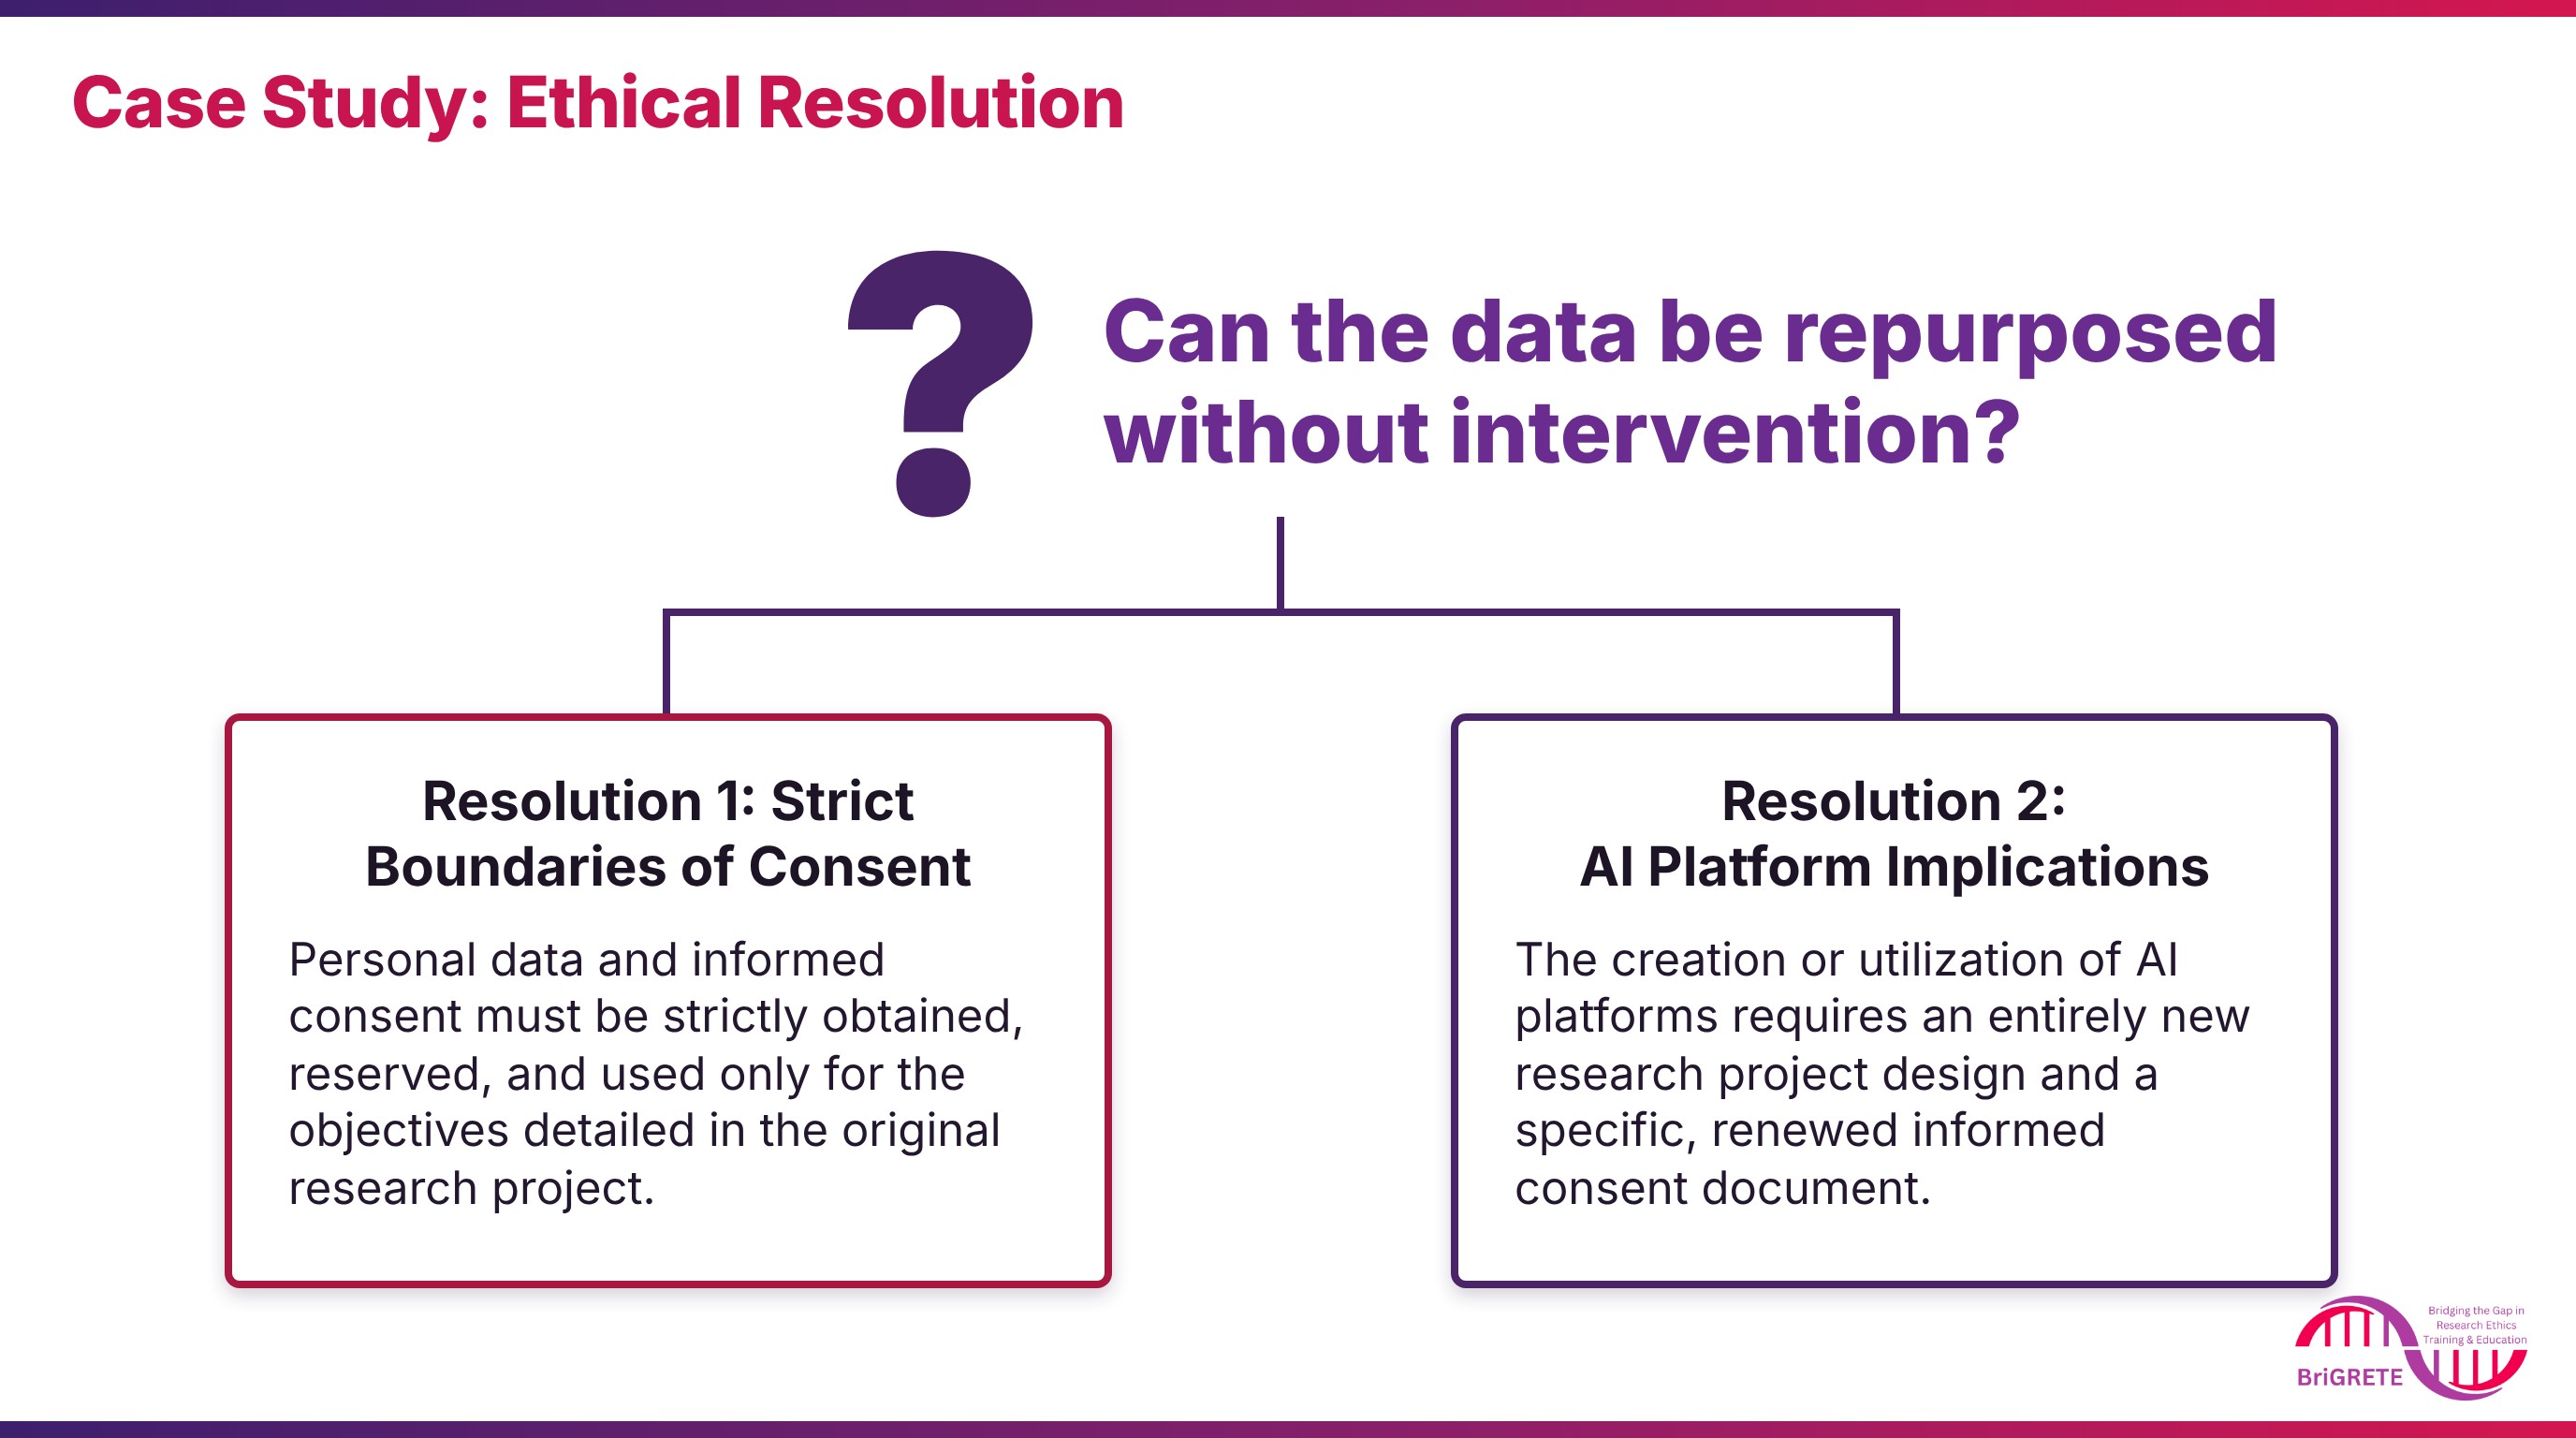 Case Study: Ethical Resolution
?
Can the data be repurposed
without intervention?
Resolution 1: Strict
Boundaries of Consent
Personal data and informed
consent must be strictly obtained,
reserved, and used only for the
objectives detailed in the original
research project.
Resolution 2:
AI Platform Implications
The creation or utilization of AI
platforms requires an entirely new
research project design and a
specific, renewed informed
consent document.
Bridging the Gap in
Research Ethics
Training & Education
BriGRETE